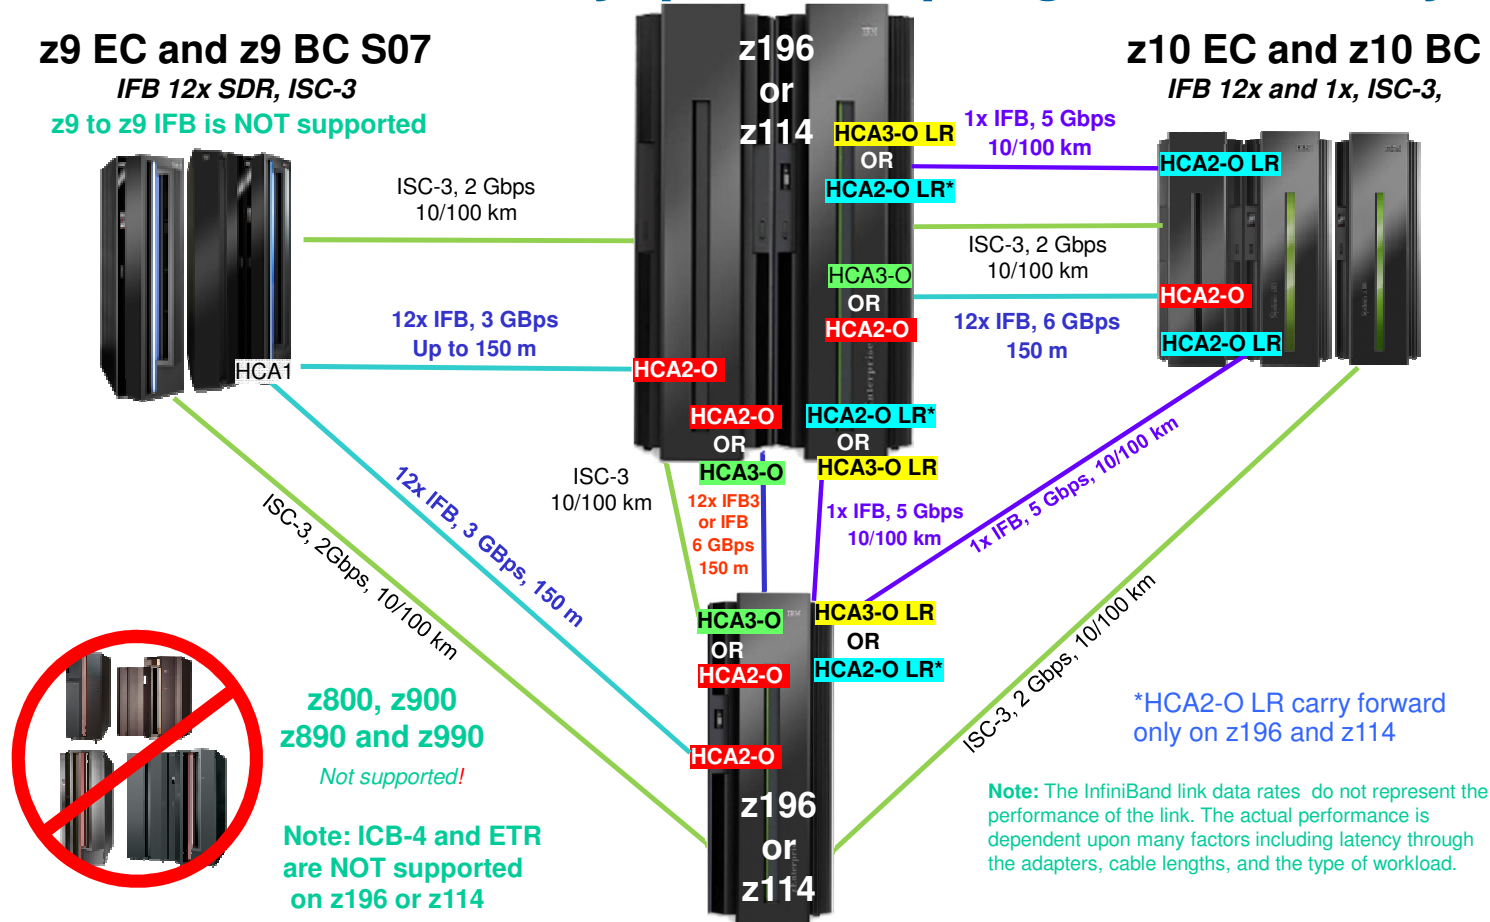 z9 EC and z9 BC S07
IFB 12x SDR, ISC-3
z9 to z9 IFB is NOT supported
z196
or
z114
z10 EC and z10 BC
IFB 12x and 1x, ISC-3,
HCA3-O LR
OR
HCA2-O LR*
1x IFB, 5 Gbps
10/100 km
HCA2-O LR
ISC-3, 2 Gbps
10/100 km
ISC-3, 2 Gbps
10/100 km
HCA3-O
OR
HCA2-O
HCA2-O
12x IFB, 6 GBps
150 m
HCA2-O LR
12x IFB, 3 GBps
Up to 150 m
HCA1
HCA2-O
HCA2-O
OR
HCA3-O
HCA2-O LR*
OR
HCA3-O LR
ISC-3
10/100 km
12x IFB3
or IFB
6 GBps
150 m
1x IFB, 5 Gbps
10/100 km
1x IFB, 5 Gbps, 10/100 km
12x IFB, 3 GBps, 150 m
ISC-3, 2Gbps, 10/100 km
ISC-3, 2 Gbps, 10/100 km
HCA3-O
OR
HCA2-O
HCA3-O LR
OR
HCA2-O LR*
HCA2-O
z196
or
z114
z800, z900
z890 and z990
Not supported!
Note: ICB-4 and ETR
are NOT supported
on z196 or z114
*HCA2-O LR carry forward
only on z196 and z114
Note: The InfiniBand link data rates do not represent the
performance of the link. The actual performance is
dependent upon many factors including latency through
the adapters, cable lengths, and the type of workload.